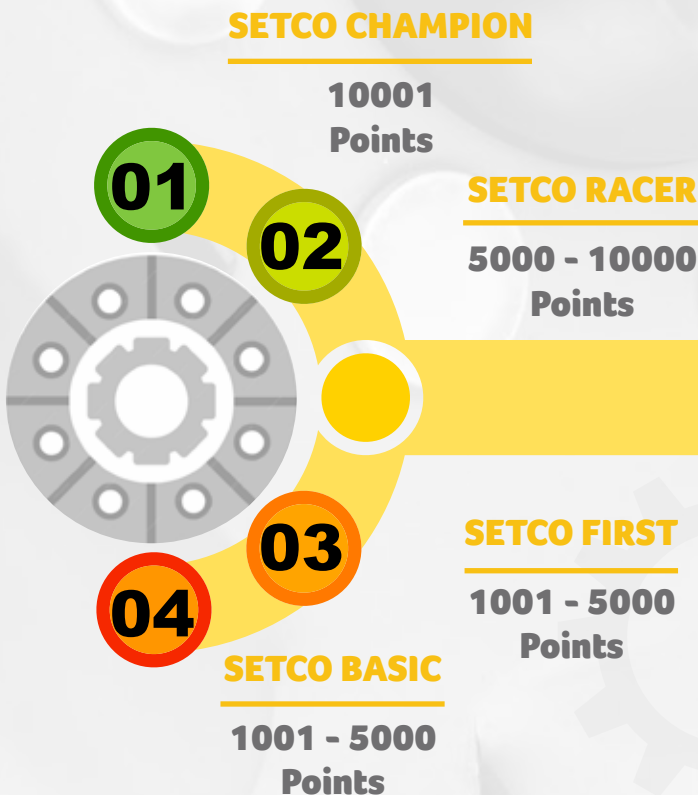 SETCO CHAMPION
10001
Points
01
SETCO RACER
02
5000 - 10000
Points
SETCO FIRST
03
1001 - 5000
Points
04
SETCO BASIC
1001 - 5000
Points